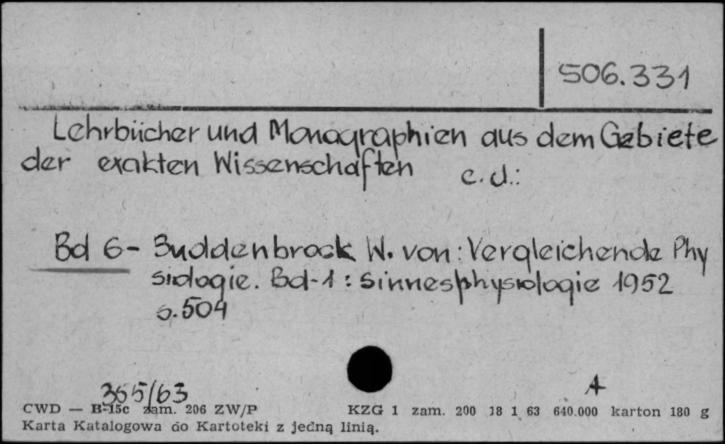 506.331
Lehrbücher und Monographien aus dem Gebiete
der exakten Wissenschaften c.d.:
Bd 6 - Buddenbrock W. von: Vergleichende Phy
siologie. Bd-1: Sinnesphysiologie 1952
s. 504
355/63 A
CWD — B-15c zam. 206 ZW/P KZG 1 zam. 200 18 1 63 640.000 karton 180 g
Karta Katalogowa do Kartoteki z jedną linią.